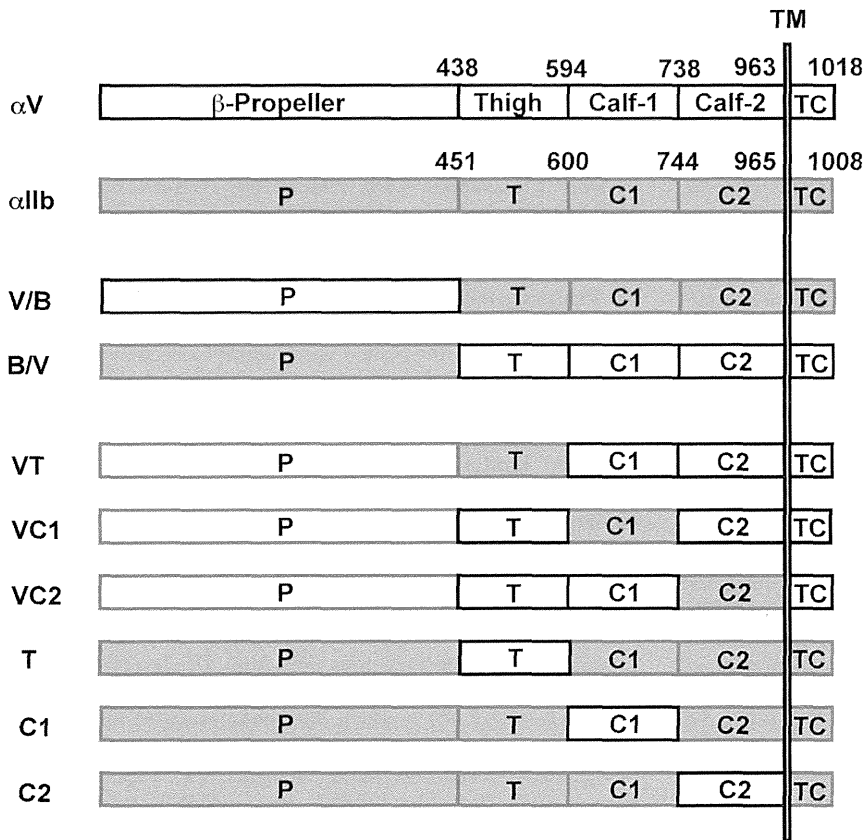 TM
438 594 738 963 1018
αV β-Propeller Thigh Calf-1 Calf-2 TC
451 600 744 965 1008
αIIb P T C1 C2 TC
V/B P T C1 C2 TC
B/V P T C1 C2 TC
VT P T C1 C2 TC
VC1 P T C1 C2 TC
VC2 P T C1 C2 TC
T P T C1 C2 TC
C1 P T C1 C2 TC
C2 P T C1 C2 TC